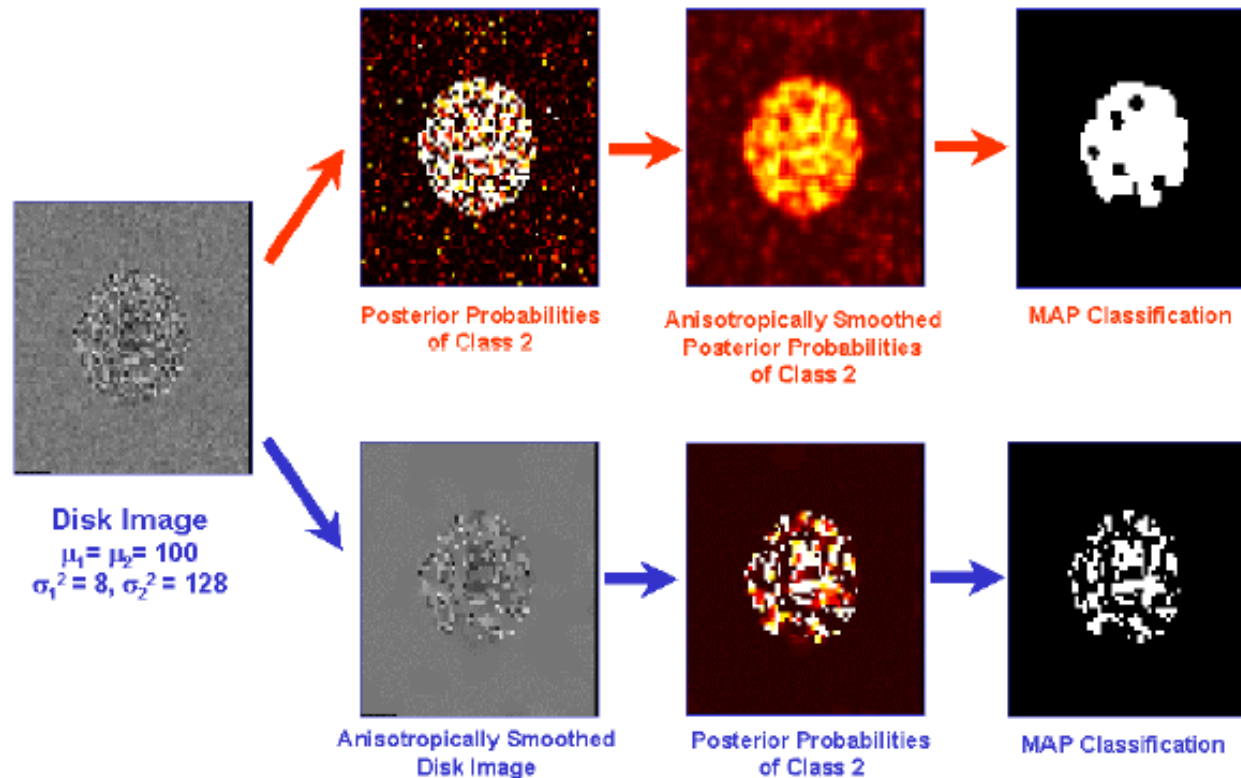 Posterior Probabilities
of Class 2
Anisotropically Smoothed
Posterior Probabilities
of Class 2
MAP Classification
Disk Image
μ₁= μ₂= 100
σ₁² = 8, σ₂² = 128
Anisotropically Smoothed
Disk Image
Posterior Probabilities
of Class 2
MAP Classification